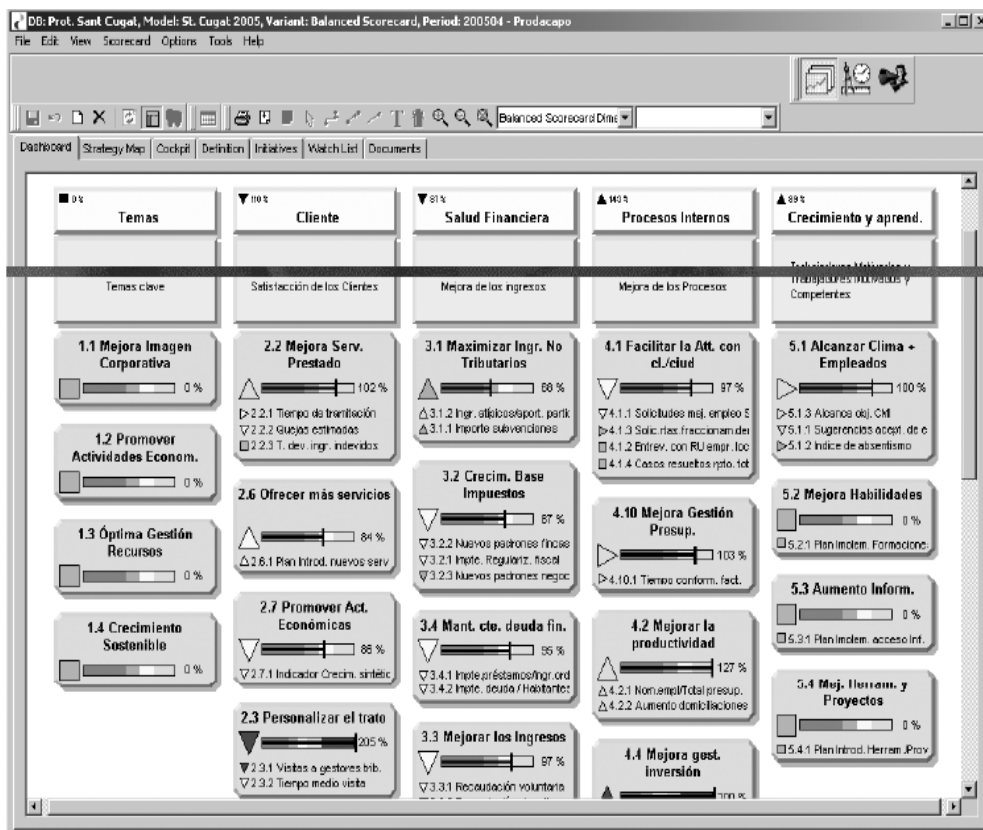 DB: Prot. Sant Cugat, Model: St. Cugat 2005, Variant: Balanced Scorecard, Period: 200504 - Prodacapo
File Edit View Scorecard Options Tools Help
Balanced Scorecard Dime
Dashboard Strategy Map Cockpit Definition Initiatives Watch List Documents
0%
Temas
Temas clave
1.1 Mejora Imagen
Corporativa
0 %
1.2 Promover
Actividades Econom.
0 %
1.3 Óptima Gestión
Recursos
0 %
1.4 Crecimiento
Sostenible
0 %
110%
Cliente
Satisfacción de los Clientes
2.2 Mejora Serv.
Prestado
102 %
2.2.1 Tiempo de tramitación
2.2.2 Quejas estimadas
2.2.3 T. dev. ingr. indevidos
2.6 Ofrecer más servicios
84 %
2.6.1 Plan Introd. nuevos serv
2.7 Promover Act.
Económicas
86 %
2.7.1 Indicador Crecim. sintétic
2.3 Personalizar el trato
205 %
2.3.1 Visitas a gestores trib.
2.3.2 Tiempo medio visita
81%
Salud Financiera
Mejora de los ingresos
3.1 Maximizar Ingr. No
Tributarios
68 %
3.1.2 Ingr. atípicos/aport. partic
3.1.1 Importe subvenciones
3.2 Crecim. Base
Impuestos
87 %
3.2.2 Nuevos padrones fincas
3.2.1 Impte. Regulariz. fiscal
3.2.3 Nuevos padrones negoc
3.4 Mant. cte. deuda fin.
95 %
3.4.1 Impte.préstamos/ingr.ord
3.4.2 Impte. deuda / Habitantes
3.3 Mejorar los Ingresos
97 %
3.3.1 Recaudación voluntaria
Procesos Internos
Mejora de los Procesos
4.1 Facilitar la Att. con
cl./ciud
97 %
4.1.1 Solicitudes mej. empleo S
4.1.3 Solic.rtas.fraccionam.der
4.1.2 Entrev. con RU empr. loc
4.1.4 Casos resueltos rpto. tot
4.10 Mejora Gestión
Presup.
103 %
4.10.1 Tiempo conform. fact.
4.2 Mejorar la
productividad
127 %
4.2.1 Nom.empl/Total presup.
4.2.2 Aumento domiciliaciones
4.4 Mejora gest.
inversión
89%
Crecimiento y aprend.
Trabajadores Motivados y
Competentes
5.1 Alcanzar Clima +
Empleados
100 %
5.1.3 Alcance obj. CMI
5.1.1 Sugerencias acept. de e
5.1.2 Indice de absentismo
5.2 Mejora Habilidades
0 %
5.2.1 Plan Implem. Formacione.
5.3 Aumento Inform.
0 %
5.3.1 Plan Implem. acceso Inf.
5.4 Mej. Herram. y
Proyectos
0 %
5.4.1 Plan Introd. Herram./Prov